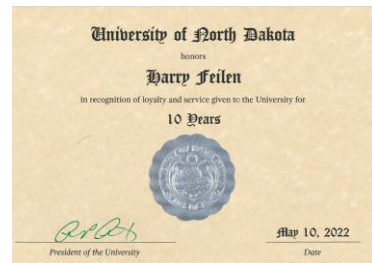 University of North Dakota
honors
Harry Feilen
in recognition of loyalty and service given to the University for
10 Years
May 10, 2022
President of the University
Date